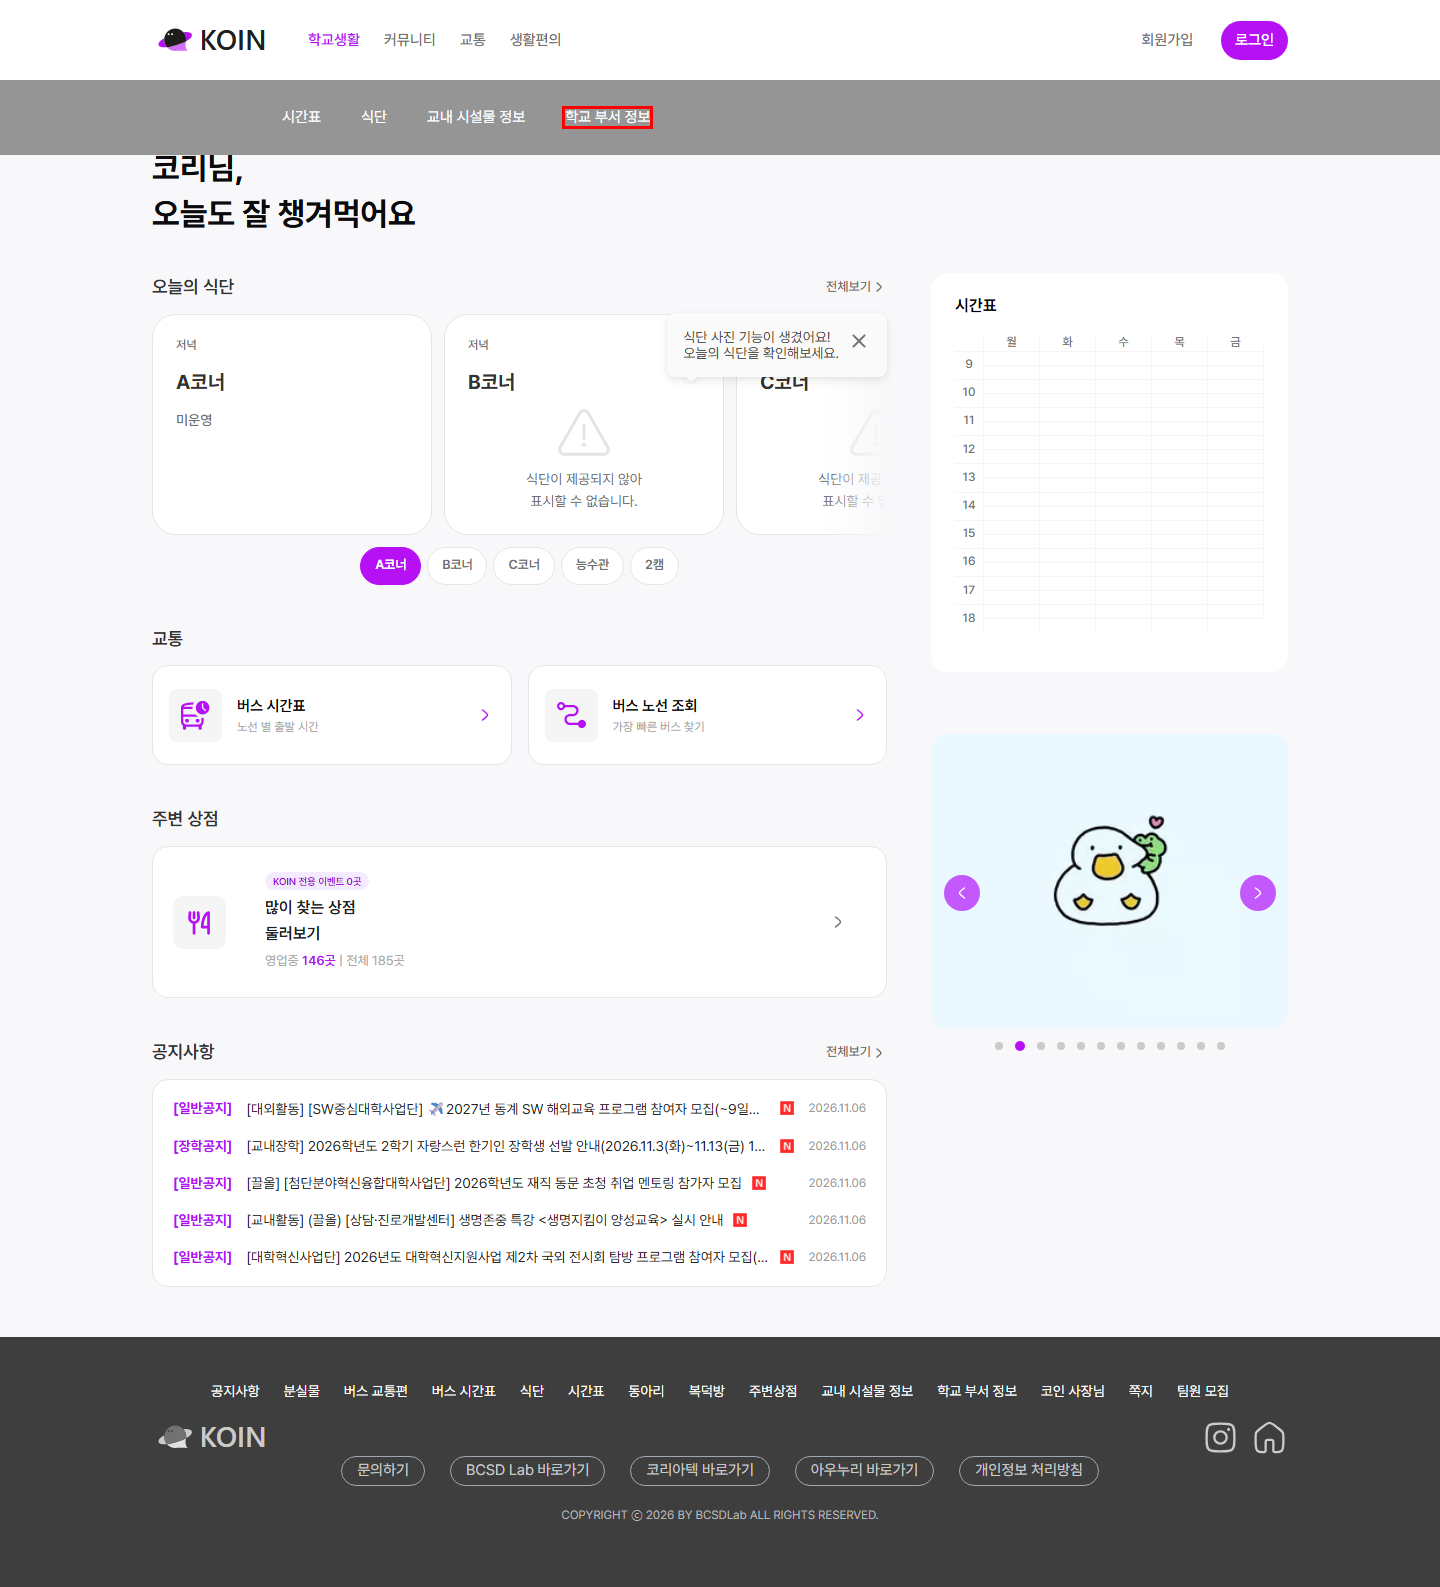 KOIN
학교생활 커뮤니티 교통 생활편의
회원가입 로그인
시간표 식단 교내 시설물 정보 학교 부서 정보
코리님,
오늘도 잘 챙겨먹어요
오늘의 식단
전체보기
저녁
A코너
미운영
저녁
B코너
식단이 제공되지 않아
표시할 수 없습니다.
식단 사진 기능이 생겼어요!
오늘의 식단을 확인해보세요.
C코너
식단이 제공
표시할 수
A코너 B코너 C코너 능수관 2캠
시간표
월 화 수 목 금
9
10
11
12
13
14
15
16
17
18
교통
버스 시간표
노선 별 출발 시간
버스 노선 조회
가장 빠른 버스 찾기
주변 상점
KOIN 전용 이벤트 0곳
많이 찾는 상점
둘러보기
영업중 146곳 | 전체 185곳
공지사항
전체보기
[일반공지] [대외활동] [SW중심대학사업단] ✈️ 2027년 동계 SW 해외교육 프로그램 참여자 모집(~9일... N 2026.11.06
[장학공지] [교내장학] 2026학년도 2학기 자랑스런 한기인 장학생 선발 안내(2026.11.3(화)~11.13(금) 1... N 2026.11.06
[일반공지] [끌올] [첨단분야혁신융합대학사업단] 2026학년도 재직 동문 초청 취업 멘토링 참가자 모집 N 2026.11.06
[일반공지] [교내활동] (끌올) [상담·진로개발센터] 생명존중 특강 <생명지킴이 양성교육> 실시 안내 N 2026.11.06
[일반공지] [대학혁신사업단] 2026년도 대학혁신지원사업 제2차 국외 전시회 탐방 프로그램 참여자 모집(... N 2026.11.06
공지사항 분실물 버스 교통편 버스 시간표 식단 시간표 동아리 복덕방 주변상점 교내 시설물 정보 학교 부서 정보 코인 사장님 쪽지 팀원 모집
KOIN
문의하기 BCSD Lab 바로가기 코리아텍 바로가기 아우누리 바로가기 개인정보 처리방침
COPYRIGHT ⓒ 2026 BY BCSDLab ALL RIGHTS RESERVED.